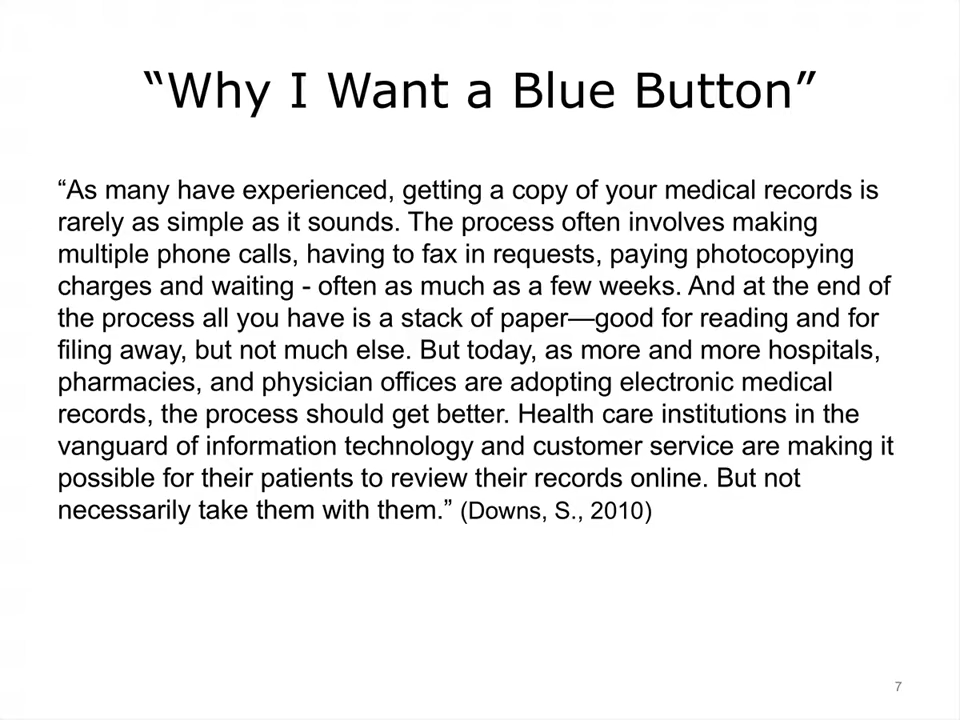 “Why I Want a Blue Button”
“As many have experienced, getting a copy of your medical records is
rarely as simple as it sounds. The process often involves making
multiple phone calls, having to fax in requests, paying photocopying
charges and waiting - often as much as a few weeks. And at the end of
the process all you have is a stack of paper—good for reading and for
filing away, but not much else. But today, as more and more hospitals,
pharmacies, and physician offices are adopting electronic medical
records, the process should get better. Health care institutions in the
vanguard of information technology and customer service are making it
possible for their patients to review their records online. But not
necessarily take them with them.” (Downs, S., 2010)
7